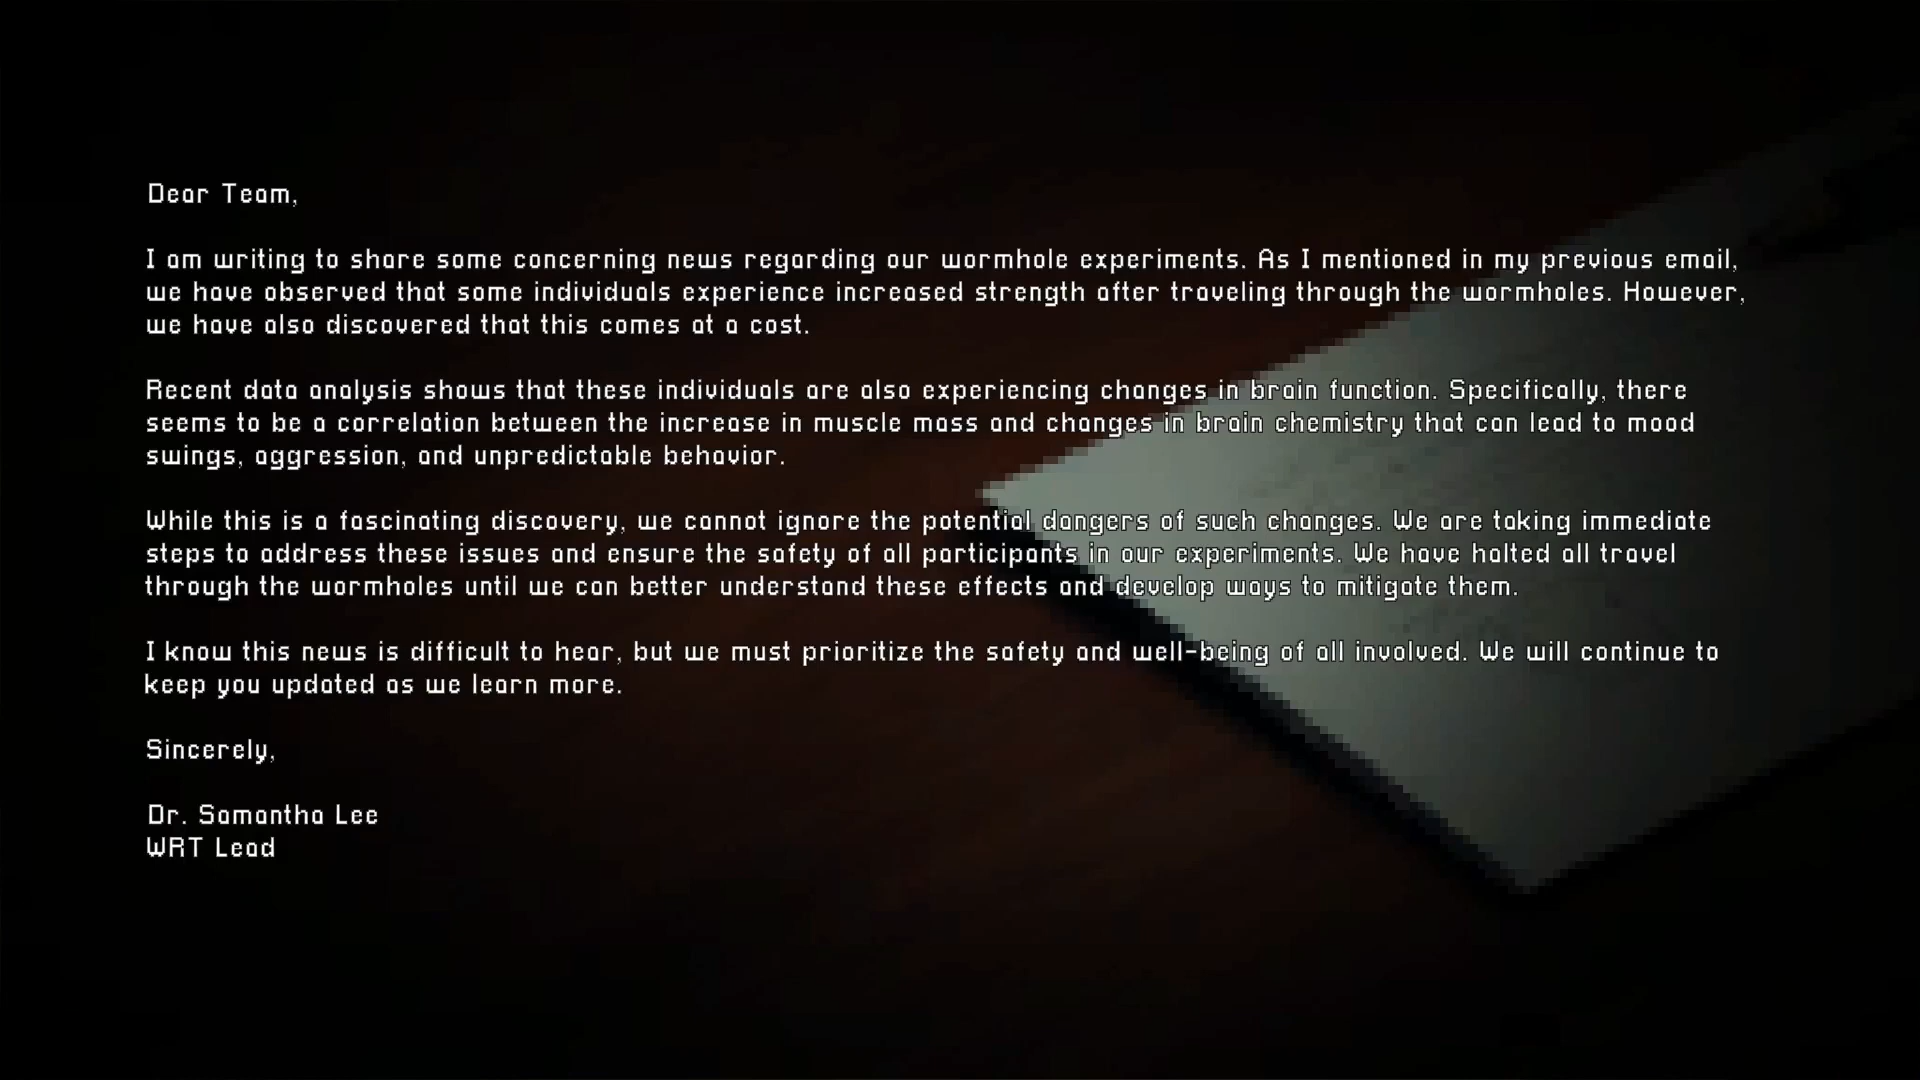 Dear Team,
I am writing to share some concerning news regarding our wormhole experiments. As I mentioned in my previous email,
we have observed that some individuals experience increased strength after traveling through the wormholes. However,
we have also discovered that this comes at a cost.
Recent data analysis shows that these individuals are also experiencing changes in brain function. Specifically, there
seems to be a correlation between the increase in muscle mass and changes in brain chemistry that can lead to mood
swings, aggression, and unpredictable behavior.
While this is a fascinating discovery, we cannot ignore the potential dangers of such changes. We are taking immediate
steps to address these issues and ensure the safety of all participants in our experiments. We have halted all travel
through the wormholes until we can better understand these effects and develop ways to mitigate them.
I know this news is difficult to hear, but we must prioritize the safety and well-being of all involved. We will continue to
keep you updated as we learn more.
Sincerely,
Dr. Samantha Lee
WRT Lead